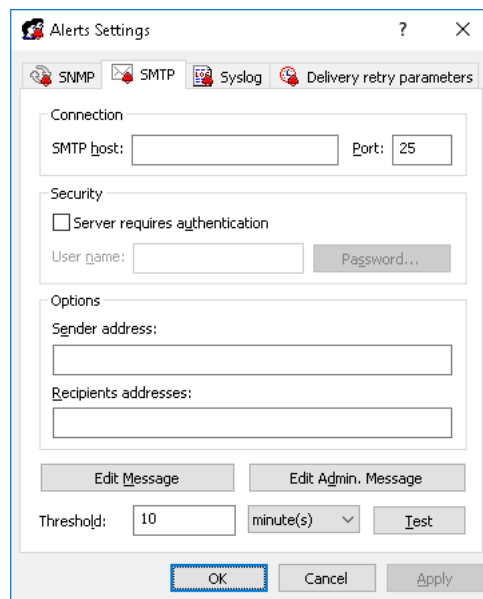 Alerts Settings ? ×
SNMP SMTP Syslog Delivery retry parameters
Connection
SMTP host: Port: 25
Security
Server requires authentication
User name: Password...
Options
Sender address:
Recipients addresses:
Edit Message Edit Admin. Message
Threshold: 10 minute(s) Test
OK Cancel Apply